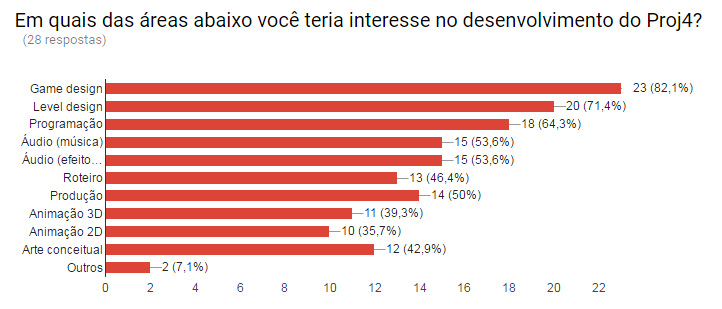 Em quais das áreas abaixo você teria interesse no desenvolvimento do Proj4?
(28 respostas)
Game design 23 (82,1%)
Level design 20 (71,4%)
Programação 18 (64,3%)
Áudio (música) 15 (53,6%)
Áudio (efeito… 15 (53,6%)
Roteiro 13 (46,4%)
Produção 14 (50%)
Animação 3D 11 (39,3%)
Animação 2D 10 (35,7%)
Arte conceitual 12 (42,9%)
Outros 2 (7,1%)
0 2 4 6 8 10 12 14 16 18 20 22